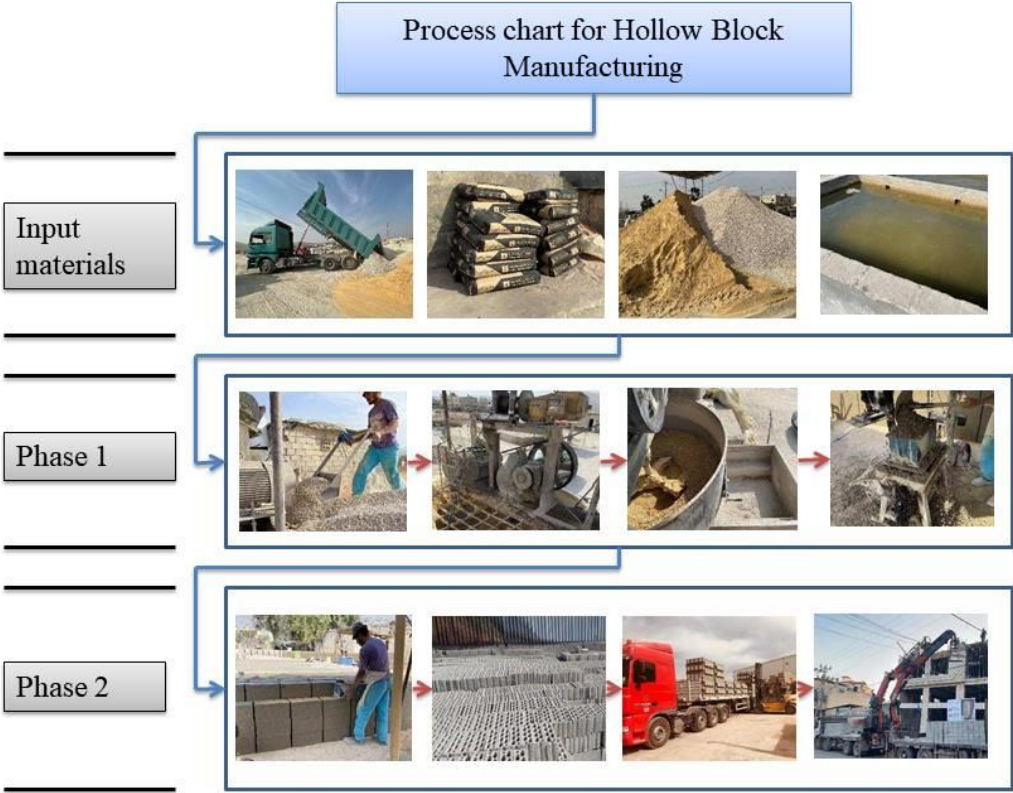 Process chart for Hollow Block
Manufacturing
Input
materials
Phase 1
Phase 2